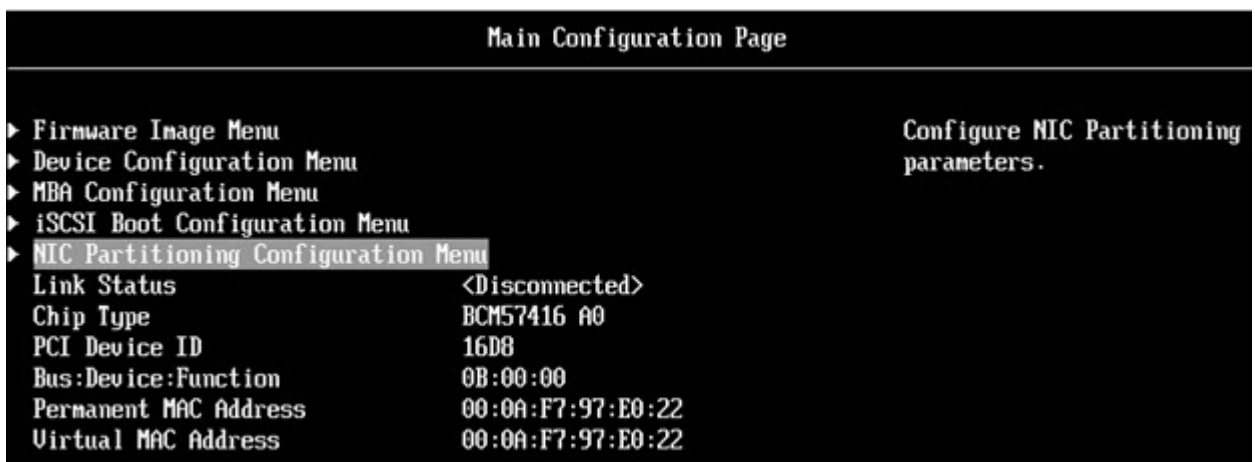 Main Configuration Page
Firmware Image Menu
Device Configuration Menu
MBA Configuration Menu
iSCSI Boot Configuration Menu
NIC Partitioning Configuration Menu
Link Status <Disconnected>
Chip Type BCM57416 A0
PCI Device ID 16D8
Bus:Device:Function 0B:00:00
Permanent MAC Address 00:0A:F7:97:E0:22
Virtual MAC Address 00:0A:F7:97:E0:22
Configure NIC Partitioning
parameters.